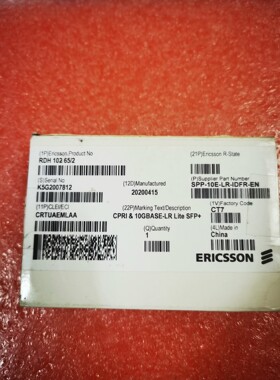 (1P)Ericsson Product No
(21P)Ericsson R-State
RDH 102 65/2
(S)Serial No
(12D)Manufactured
(P)Supplier Part Number
K5G2007812
20200415
SPP-10E-LR-IDFR-EN
(11P)CLEI/ECI
(22P)Marking Text/Description
(1V)Factory Code
CRTUAEMLAA
CPRI & 10GBASE-LR Lite SFP+
CT7
(Q)Quantity
(4L)Made in
1
China
ERICSSON